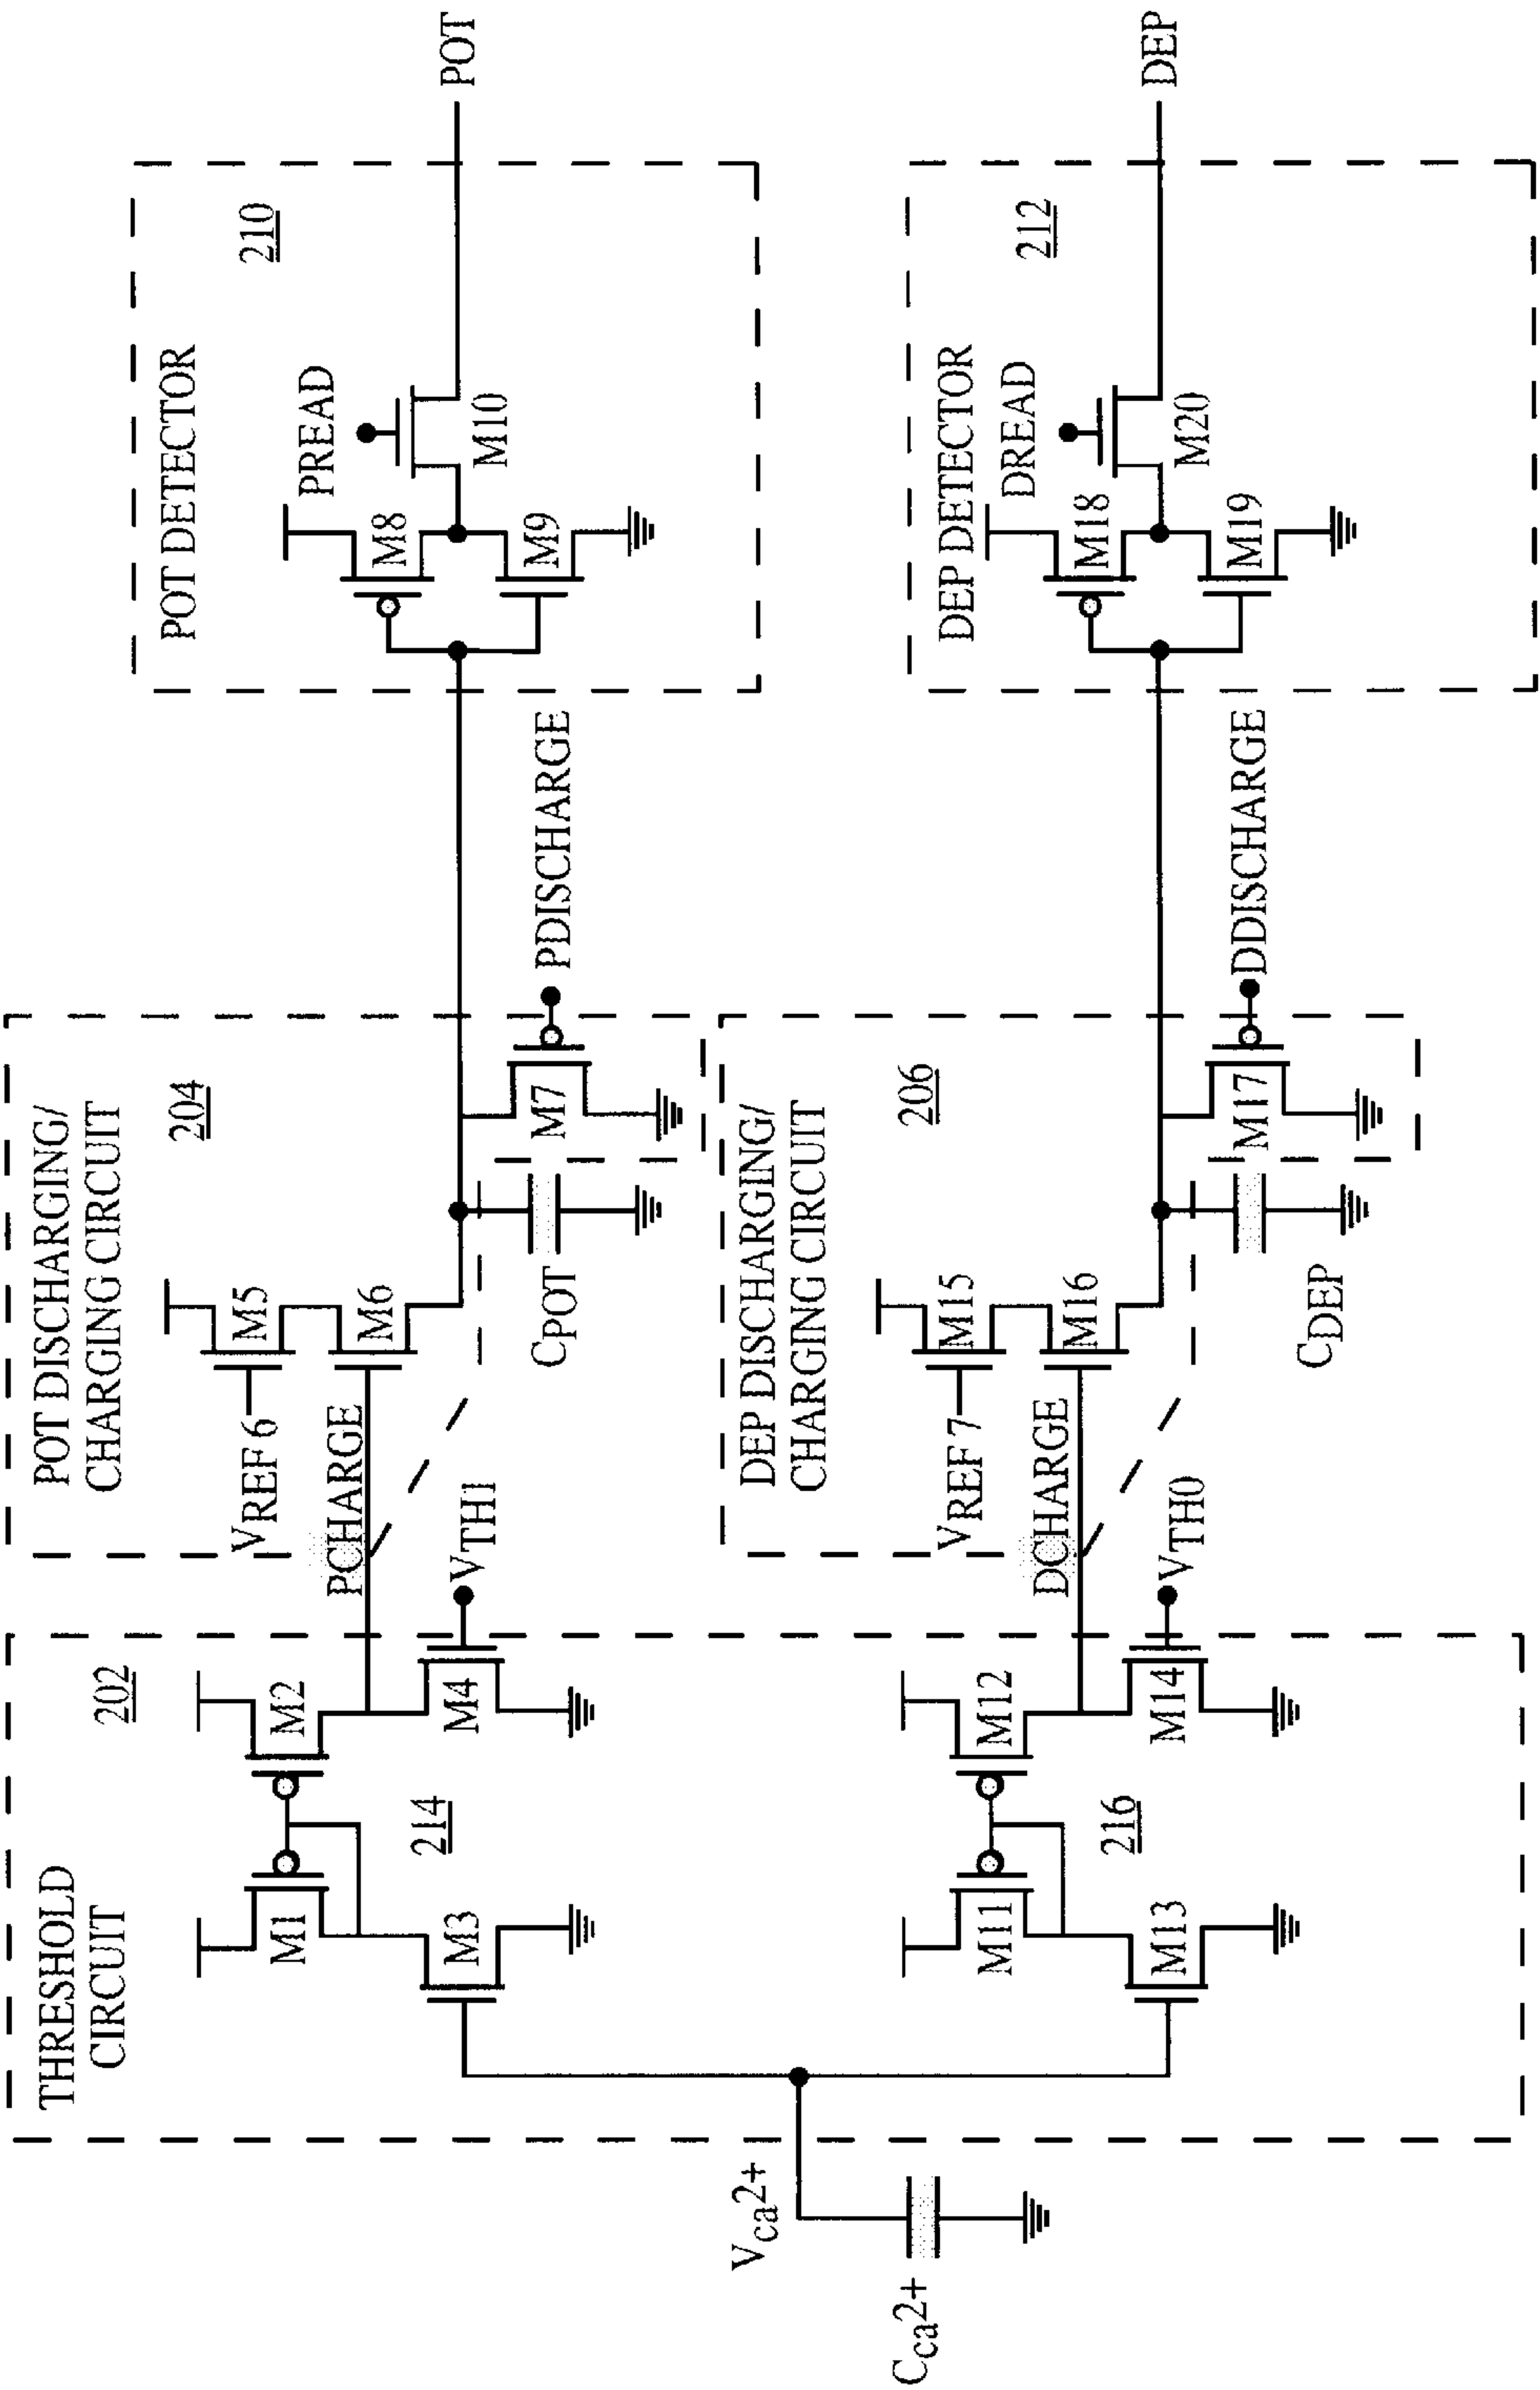 THRESHOLD
CIRCUIT
202
M1
M2
214
M3
M4
VTH1
M11
M12
216
M13
M14
VTH0
Vca2+
Cca2+
POT DISCHARGING/
CHARGING CIRCUIT
204
VREF 6
M5
PCHARGE
M6
CPOT
M7
PDISCHARGE
DEP DISCHARGING/
CHARGING CIRCUIT
206
VREF 7
M15
DCHARGE
M16
CDEP
M17
DDISCHARGE
POT DETECTOR
210
PREAD
M8
M10
M9
POT
DEP DETECTOR
212
DREAD
M18
M20
M19
DEP